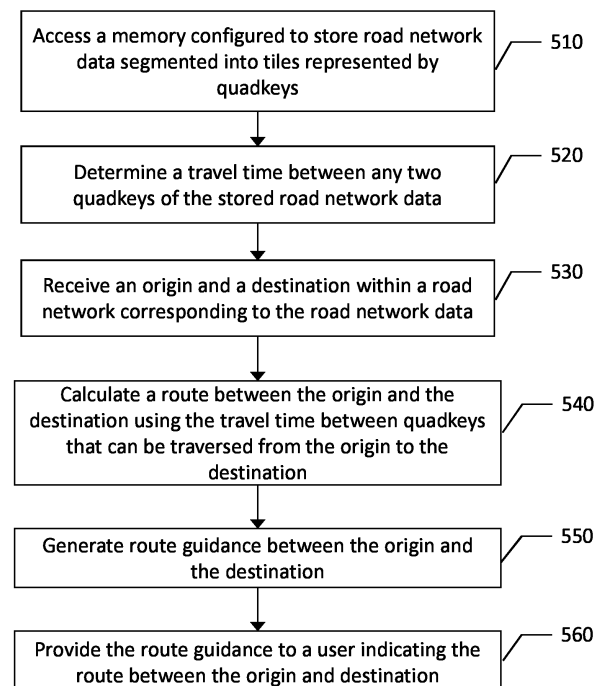 Access a memory configured to store road network
data segmented into tiles represented by
quadkeys
510
Determine a travel time between any two
quadkeys of the stored road network data
520
Receive an origin and a destination within a road
network corresponding to the road network data
530
Calculate a route between the origin and the
destination using the travel time between quadkeys
that can be traversed from the origin to the
destination
540
Generate route guidance between the origin and
the destination
550
Provide the route guidance to a user indicating the
route between the origin and destination
560